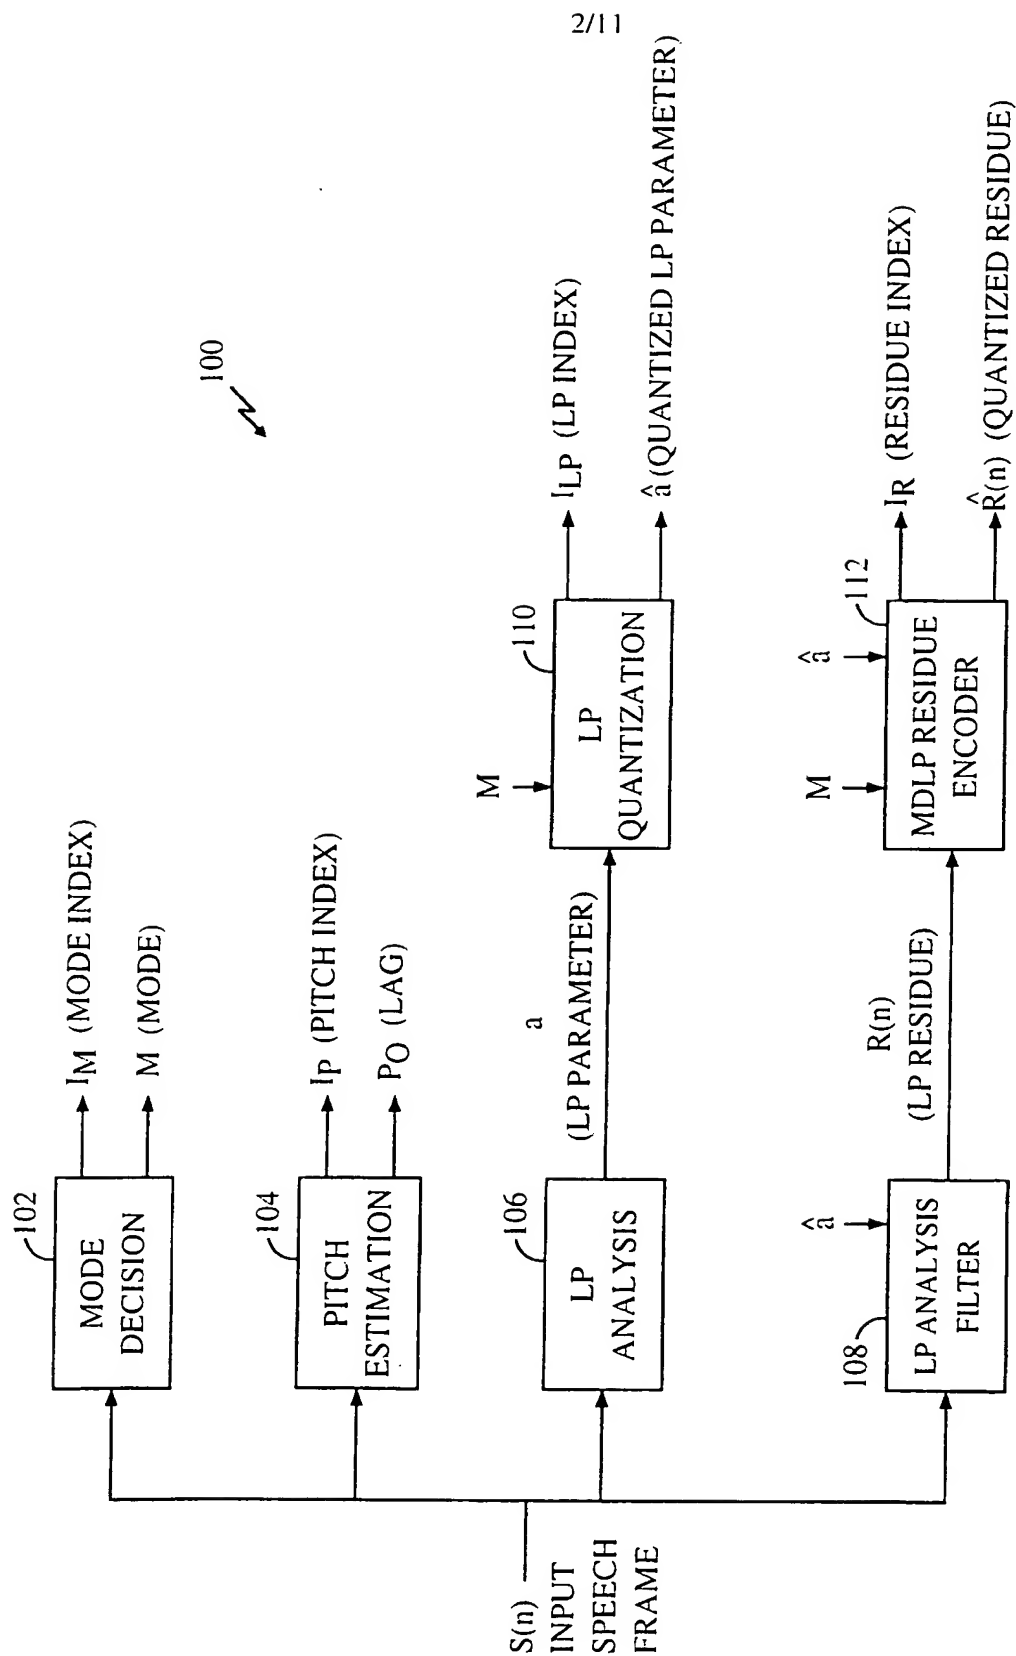 2/11
100
S(n)
INPUT
SPEECH
FRAME
102
MODE
DECISION
I_M (MODE INDEX)
M (MODE)
104
PITCH
ESTIMATION
I_P (PITCH INDEX)
P_O (LAG)
106
LP
ANALYSIS
a
(LP PARAMETER)
M
110
LP
QUANTIZATION
I_LP (LP INDEX)
â (QUANTIZED LP PARAMETER)
108
â
LP ANALYSIS
FILTER
R(n)
(LP RESIDUE)
M
â
112
MDLP RESIDUE
ENCODER
I_R (RESIDUE INDEX)
R̂(n) (QUANTIZED RESIDUE)